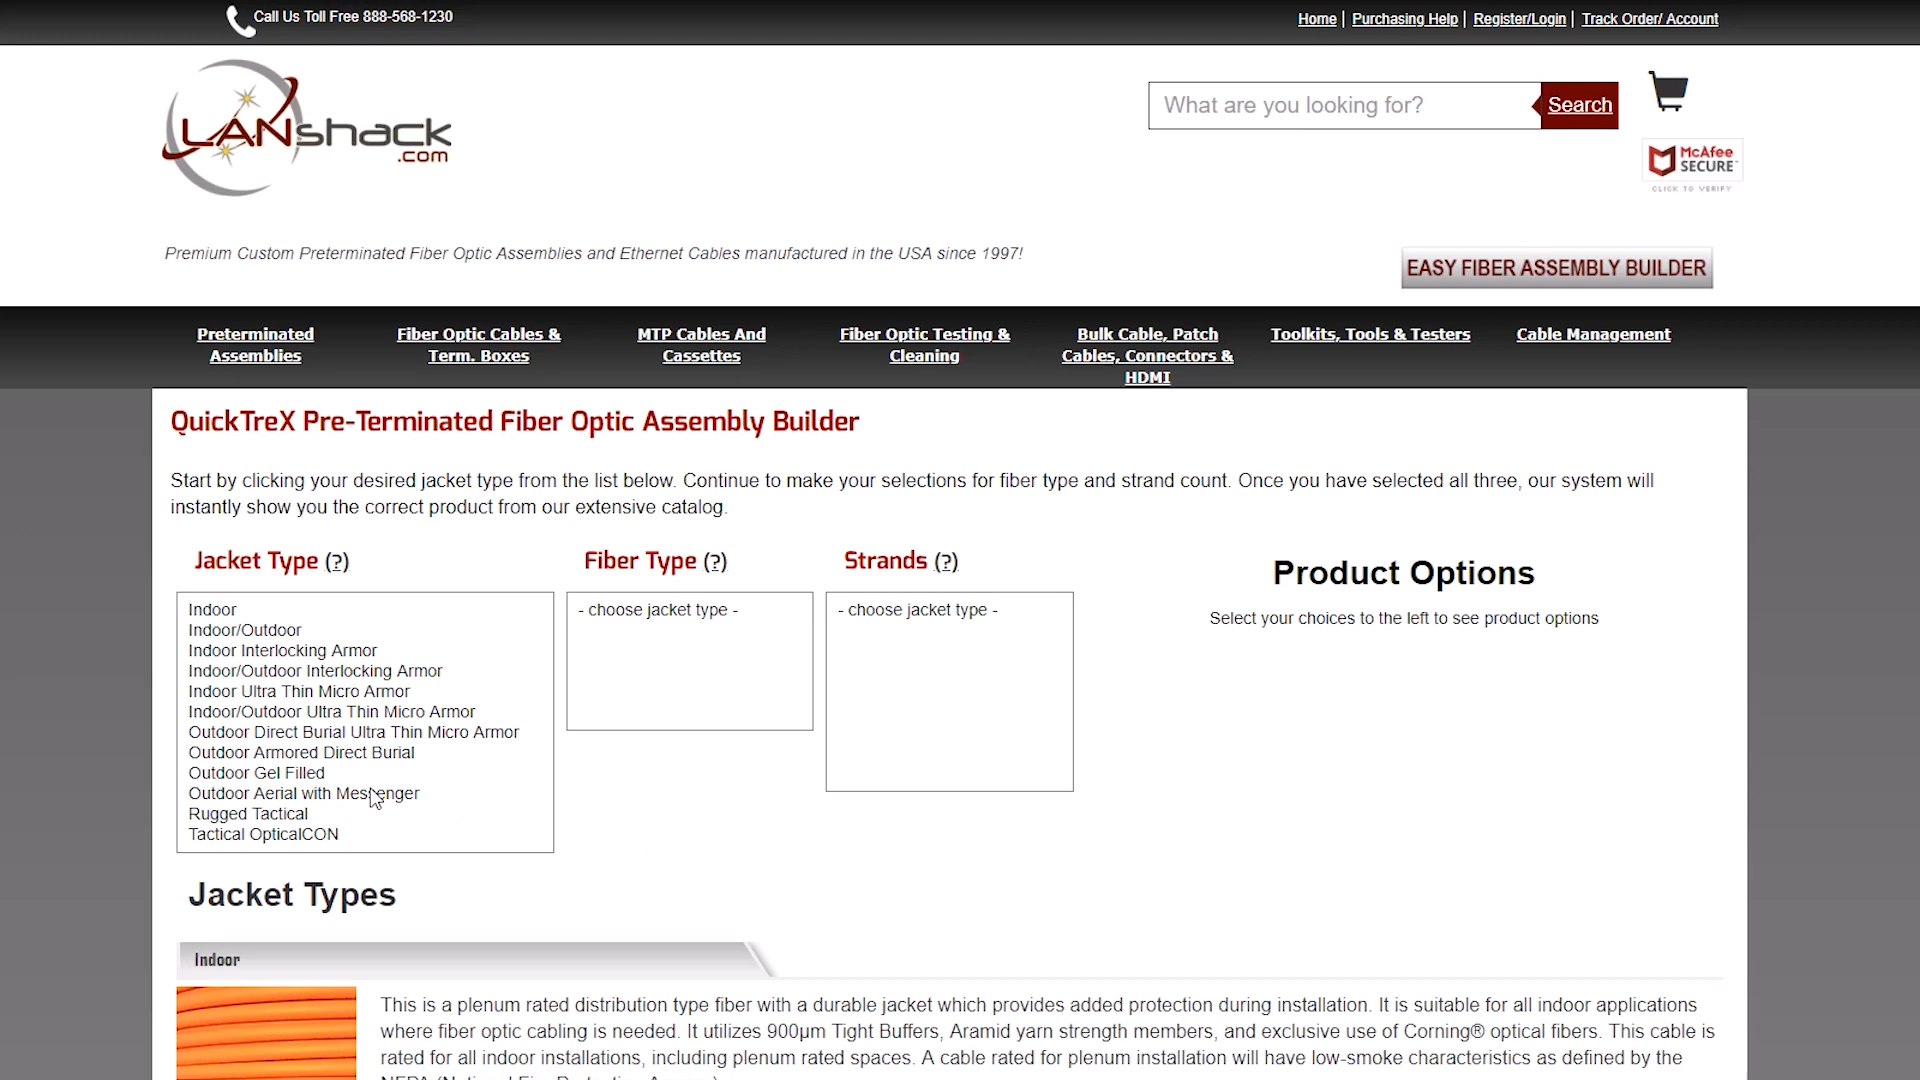 Call Us Toll Free 888-568-1230
Home | Purchasing Help | Register/Login | Track Order/ Account
LANshack
.com
What are you looking for?
Search
McAfee
SECURE
CLICK TO VERIFY
Premium Custom Preterminated Fiber Optic Assemblies and Ethernet Cables manufactured in the USA since 1997!
EASY FIBER ASSEMBLY BUILDER
Preterminated
Assemblies
Fiber Optic Cables &
Term. Boxes
MTP Cables And
Cassettes
Fiber Optic Testing &
Cleaning
Bulk Cable, Patch
Cables, Connectors &
HDMI
Toolkits, Tools & Testers
Cable Management
QuickTreX Pre-Terminated Fiber Optic Assembly Builder
Start by clicking your desired jacket type from the list below. Continue to make your selections for fiber type and strand count. Once you have selected all three, our system will
instantly show you the correct product from our extensive catalog.
Jacket Type (?)
Indoor
Indoor/Outdoor
Indoor Interlocking Armor
Indoor/Outdoor Interlocking Armor
Indoor Ultra Thin Micro Armor
Indoor/Outdoor Ultra Thin Micro Armor
Outdoor Direct Burial Ultra Thin Micro Armor
Outdoor Armored Direct Burial
Outdoor Gel Filled
Outdoor Aerial with Messenger
Rugged Tactical
Tactical OpticalCON
Fiber Type (?)
- choose jacket type -
Strands (?)
- choose jacket type -
Product Options
Select your choices to the left to see product options
Jacket Types
Indoor
This is a plenum rated distribution type fiber with a durable jacket which provides added protection during installation. It is suitable for all indoor applications
where fiber optic cabling is needed. It utilizes 900µm Tight Buffers, Aramid yarn strength members, and exclusive use of Corning® optical fibers. This cable is
rated for all indoor installations, including plenum rated spaces. A cable rated for plenum installation will have low-smoke characteristics as defined by the